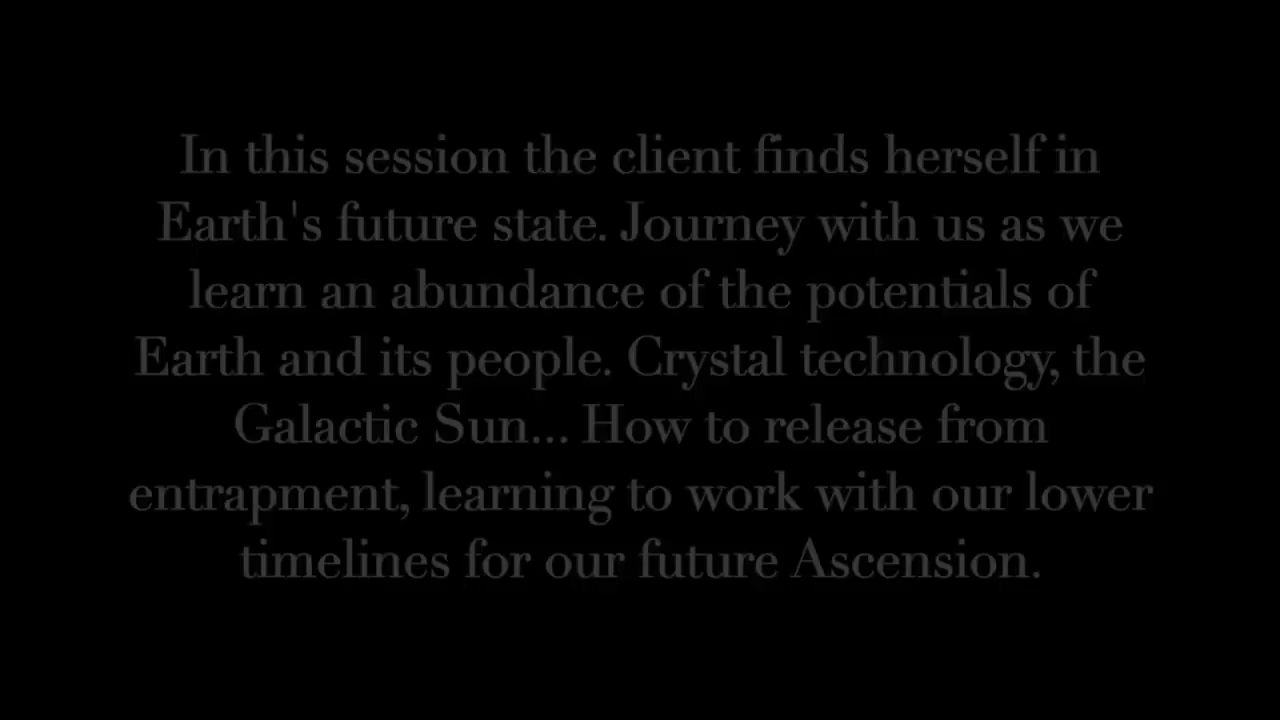 In this session the client finds herself in
Earth's future state. Journey with us as we
learn an abundance of the potentials of
Earth and its people. Crystal technology, the
Galactic Sun... How to release from
entrapment, learning to work with our lower
timelines for our future Ascension.